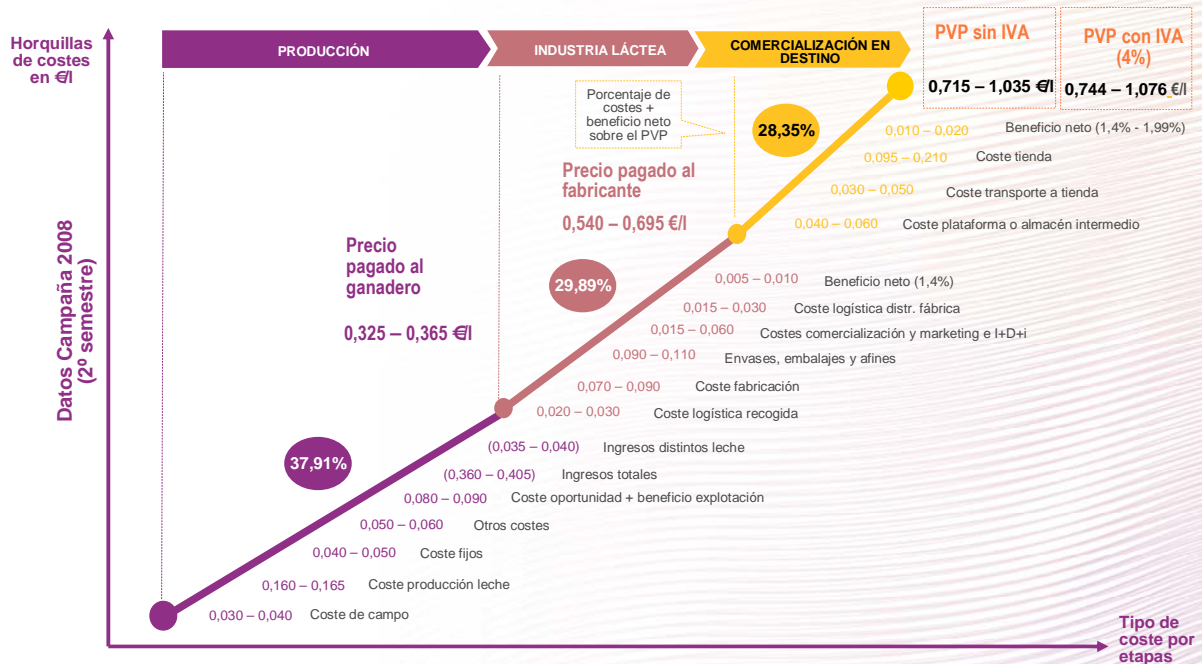 Horquillas
de costes
en €/l
PRODUCCIÓN
INDUSTRIA LÁCTEA
COMERCIALIZACIÓN EN
DESTINO
PVP sin IVA
0,715 – 1,035 €/l
PVP con IVA
(4%)
0,744 – 1,076 €/l
Porcentaje de
costes +
beneficio neto
sobre el PVP
28,35%
0,010 – 0,020 Beneficio neto (1,4% - 1,99%)
0,095 – 0,210 Coste tienda
0,030 – 0,050 Coste transporte a tienda
0,040 – 0,060 Coste plataforma o almacén intermedio
Precio pagado al
fabricante
0,540 – 0,695 €/l
29,89%
0,005 – 0,010 Beneficio neto (1,4%)
0,015 – 0,030 Coste logística distr. fábrica
0,015 – 0,060 Costes comercialización y marketing e I+D+i
0,090 – 0,110 Envases, embalajes y afines
0,070 – 0,090 Coste fabricación
0,020 – 0,030 Coste logística recogida
Precio
pagado al
ganadero
0,325 – 0,365 €/l
37,91%
(0,035 – 0,040) Ingresos distintos leche
(0,360 – 0,405) Ingresos totales
0,080 – 0,090 Coste oportunidad + beneficio explotación
0,050 – 0,060 Otros costes
0,040 – 0,050 Coste fijos
0,160 – 0,165 Coste producción leche
0,030 – 0,040 Coste de campo
Datos Campaña 2008
(2º semestre)
Tipo de
coste por
etapas